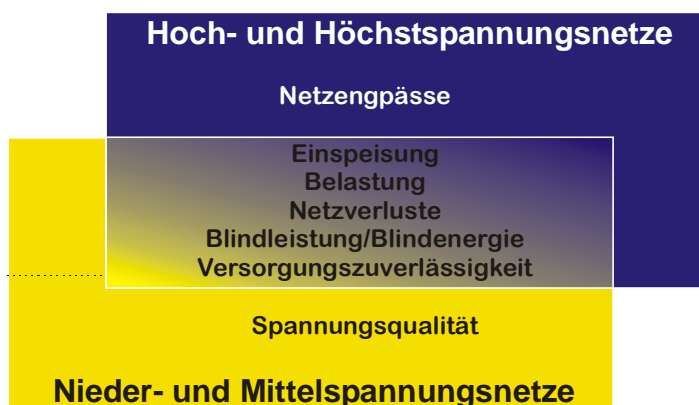 Hoch- und Höchstspannungsnetze
Netzengpässe
Einspeisung
Belastung
Netzverluste
Blindleistung/Blindenergie
Versorgungszuverlässigkeit
Spannungsqualität
Nieder- und Mittelspannungsnetze